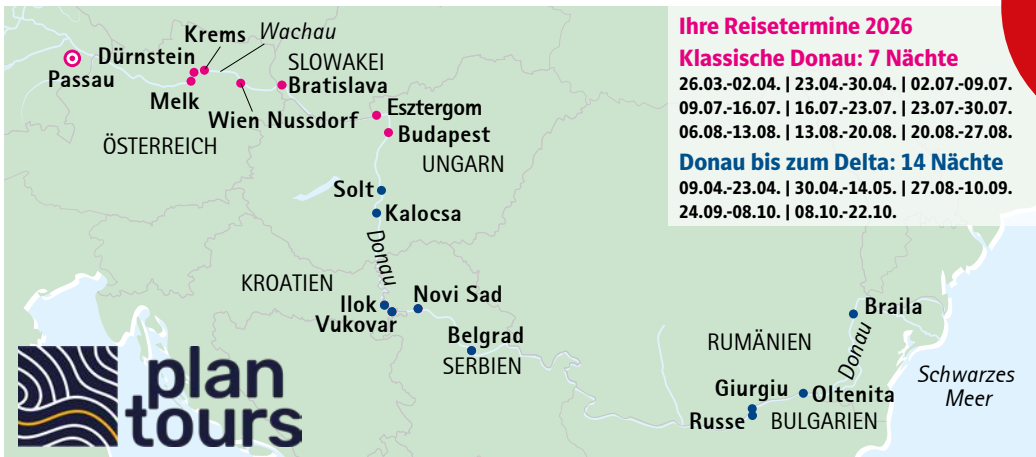 Ihre Reisetermine 2026
Klassische Donau: 7 Nächte
26.03.-02.04. | 23.04.-30.04. | 02.07.-09.07.
09.07.-16.07. | 16.07.-23.07. | 23.07.-30.07.
06.08.-13.08. | 13.08.-20.08. | 20.08.-27.08.
Donau bis zum Delta: 14 Nächte
09.04.-23.04. | 30.04.-14.05. | 27.08.-10.09.
24.09.-08.10. | 08.10.-22.10.
Krems
Wachau
Dürnstein
Passau
Melk
SLOWAKEI
Bratislava
Wien Nussdorf
Esztergom
Budapest
ÖSTERREICH
UNGARN
Solt
Kalocsa
Donau
KROATIEN
Ilok
Vukovar
Novi Sad
Belgrad
SERBIEN
Braila
RUMÄNIEN
Donau
Giurgiu
Oltenita
Russe
BULGARIEN
Schwarzes
Meer
plan
tours